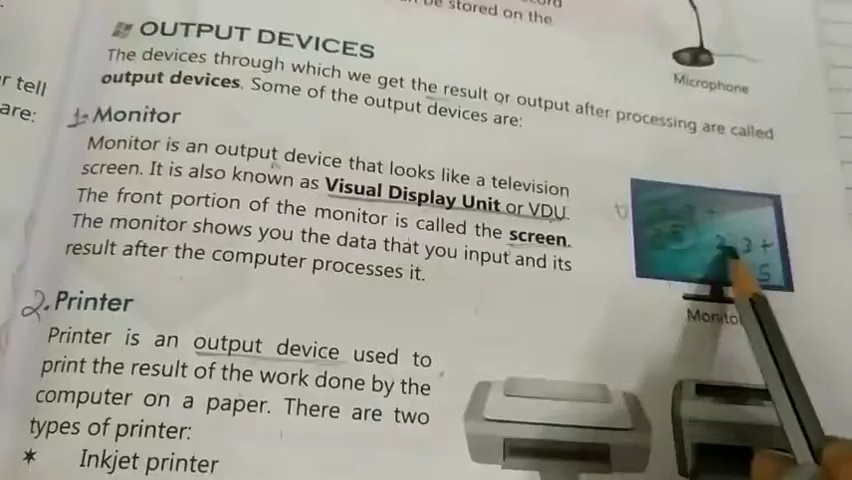 be stored on the
OUTPUT DEVICES
The devices through which we get the result or output after processing are called
output devices. Some of the output devices are:
r tell
are:
Microphone
1. Monitor
Monitor is an output device that looks like a television
screen. It is also known as Visual Display Unit or VDU.
The front portion of the monitor is called the screen.
The monitor shows you the data that you input and its
result after the computer processes it.
2 3 +
5
Monito
2. Printer
Printer is an output device used to
print the result of the work done by the
computer on a paper. There are two
types of printer:
* Inkjet printer